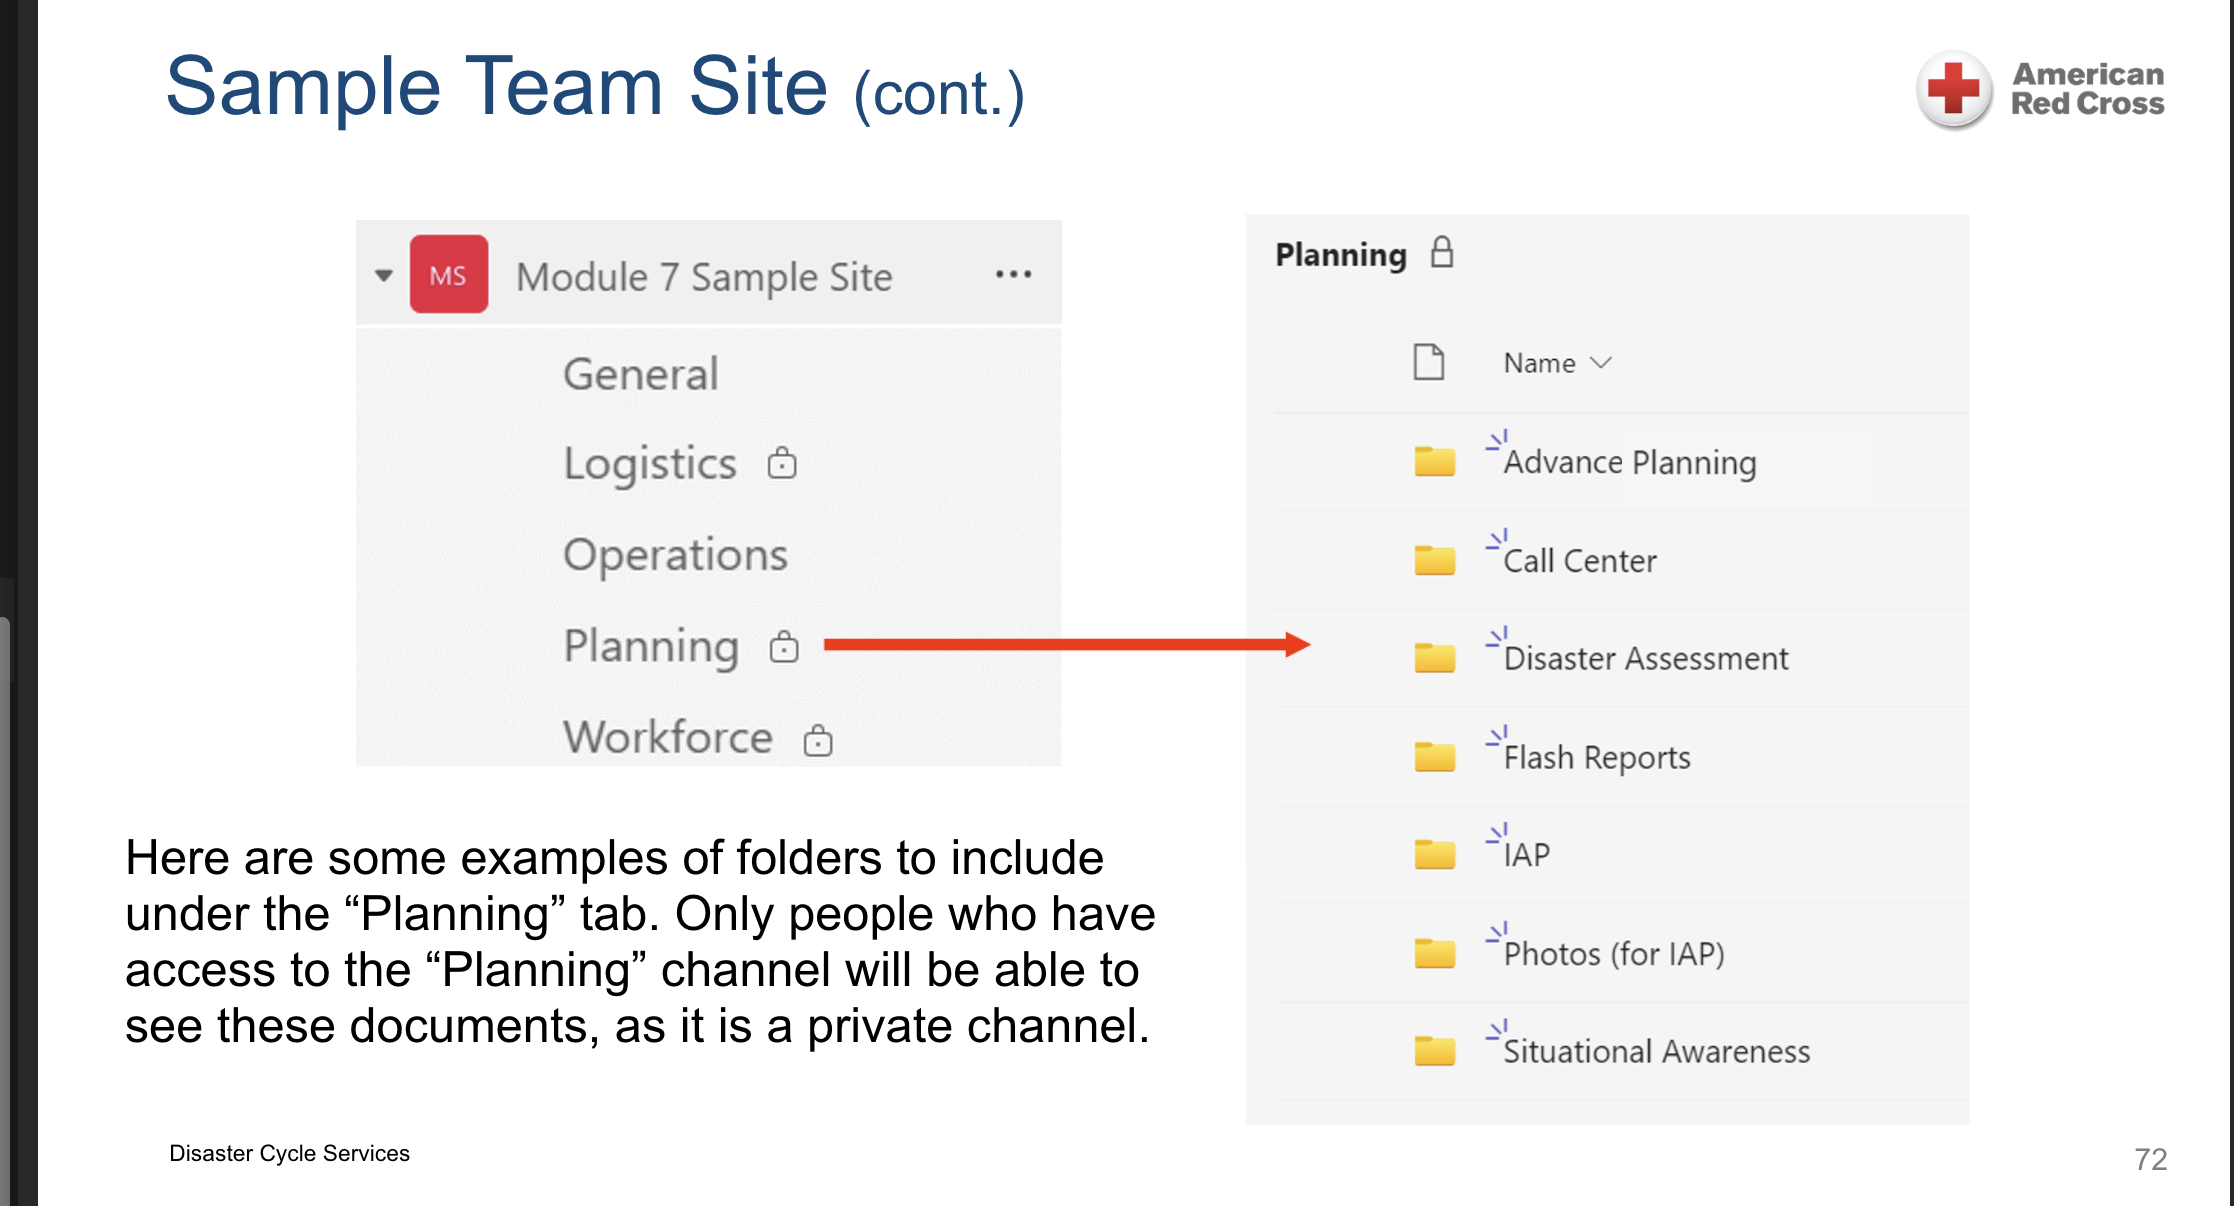 Sample Team Site (cont.)
American
Red Cross
MS Module 7 Sample Site ...
General
Logistics
Operations
Planning
Workforce
Planning
Name
Advance Planning
Call Center
Disaster Assessment
Flash Reports
IAP
Photos (for IAP)
Situational Awareness
Here are some examples of folders to include
under the “Planning” tab. Only people who have
access to the “Planning” channel will be able to
see these documents, as it is a private channel.
Disaster Cycle Services
72